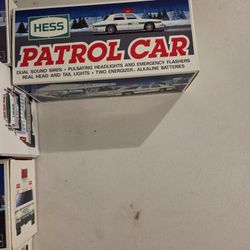 HESS
PATROL CAR
DUAL SOUND SIREN • PULSATING HEADLIGHTS AND EMERGENCY FLASHERS
REAL HEAD AND TAIL LIGHTS • TWO ENERGIZER® ALKALINE BATTERIES